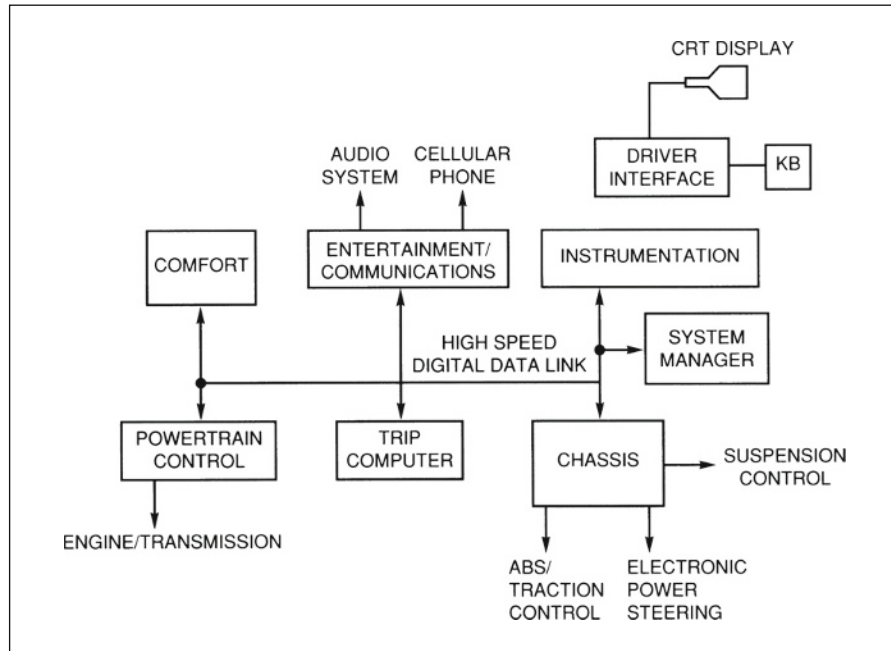 CRT DISPLAY
DRIVER
INTERFACE
KB
AUDIO
SYSTEM
CELLULAR
PHONE
COMFORT
ENTERTAINMENT/
COMMUNICATIONS
INSTRUMENTATION
HIGH SPEED
DIGITAL DATA LINK
SYSTEM
MANAGER
POWERTRAIN
CONTROL
TRIP
COMPUTER
CHASSIS
SUSPENSION
CONTROL
ENGINE/TRANSMISSION
ABS/
TRACTION
CONTROL
ELECTRONIC
POWER
STEERING